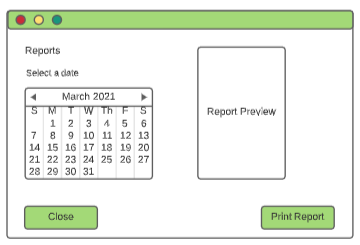 Reports
Select a date
March 2021
S M T W Th F S
1 2 3 4 5 6
7 8 9 10 11 12 13
14 15 16 17 18 19 20
21 22 23 24 25 26 27
28 29 30 31
Report Preview
Close
Print Report